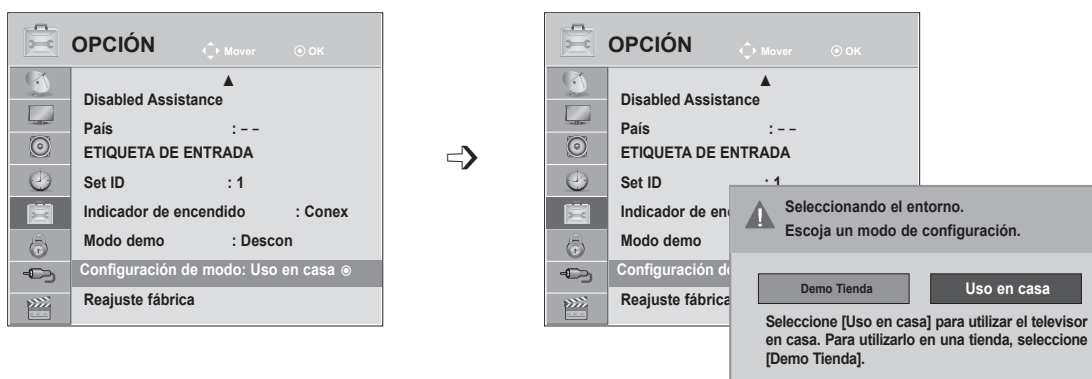 OPCIÓN Mover OK
▲
Disabled Assistance
País : – –
ETIQUETA DE ENTRADA
Set ID : 1
Indicador de encendido : Conex
Modo demo : Descon
Configuración de modo: Uso en casa
Reajuste fábrica
OPCIÓN Mover OK
▲
Disabled Assistance
País : – –
ETIQUETA DE ENTRADA
Set ID : 1
Indicador de en
Modo demo
Configuración d
Reajuste fábrica
Seleccionando el entorno.
Escoja un modo de configuración.
Demo Tienda Uso en casa
Seleccione [Uso en casa] para utilizar el televisor
en casa. Para utilizarlo en una tienda, seleccione
[Demo Tienda].